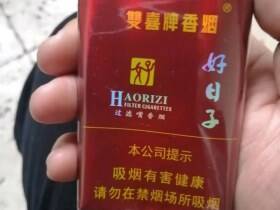 雙喜牌香烟®
好日子
HAORIZI
FILTER CIGARETTES
过滤嘴香烟
本公司提示
吸烟有害健康
请勿在禁烟场所吸烟